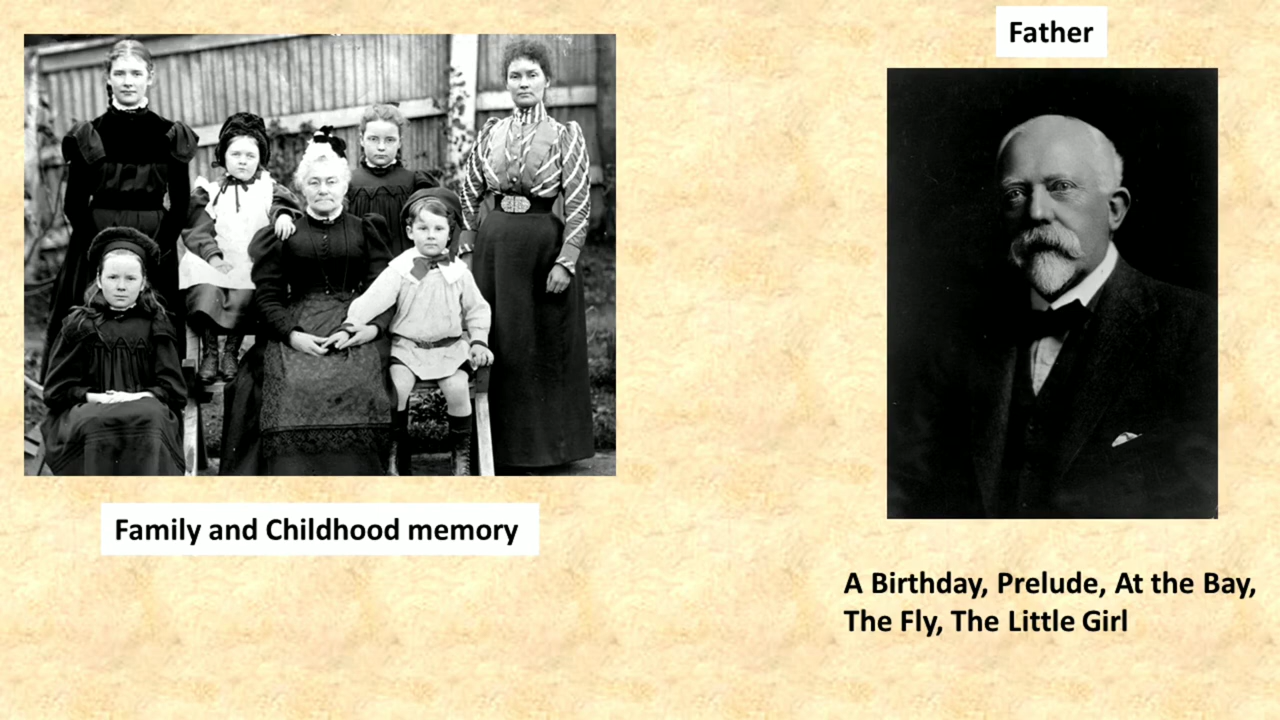 Father
Family and Childhood memory
A Birthday, Prelude, At the Bay,
The Fly, The Little Girl